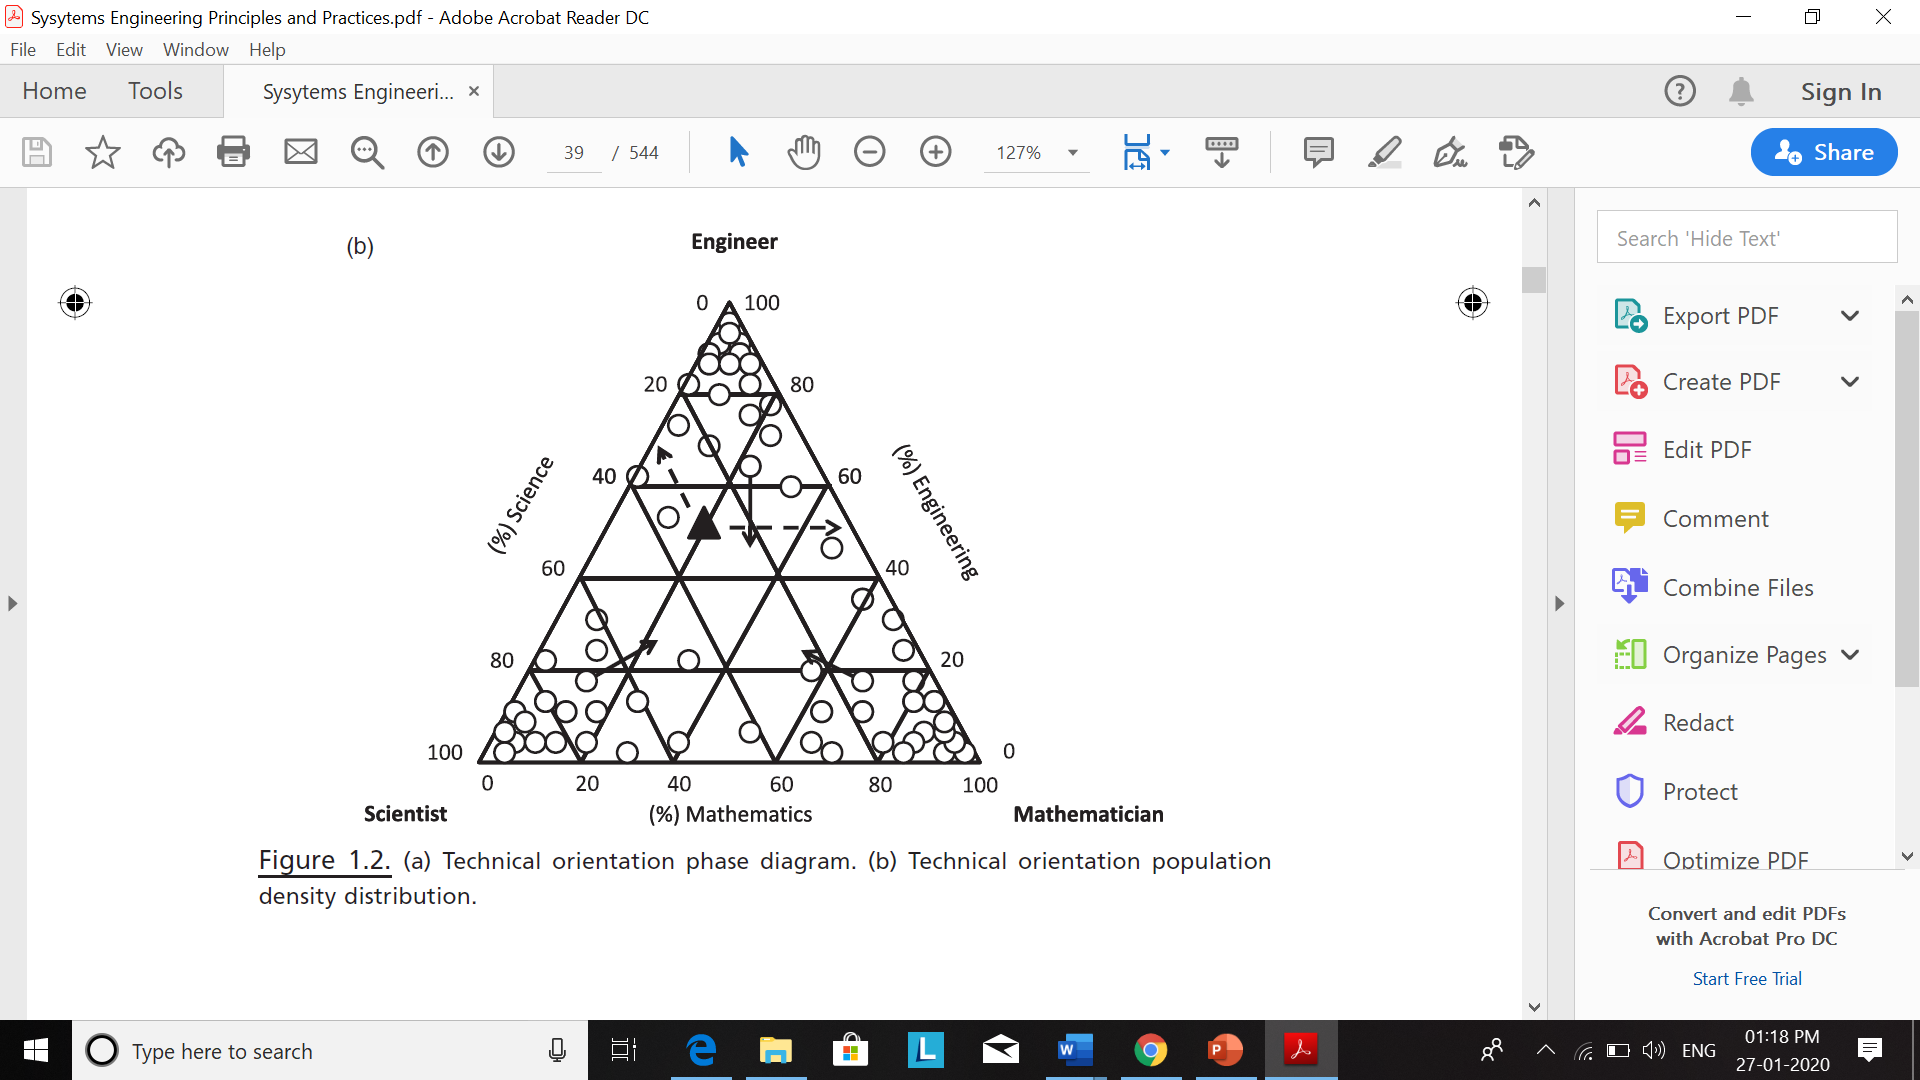 Sysytems Engineering Principles and Practices.pdf - Adobe Acrobat Reader DC
File Edit View Window Help
Home Tools Sysytems Engineeri... × Sign In
39 / 544 127% Share
(b)
Engineer
0 100
20 80
40 60
(%) Science
(%) Engineering
60 40
80 20
100 0
0 20 40 60 80 100
Scientist (%) Mathematics Mathematician
Figure 1.2. (a) Technical orientation phase diagram. (b) Technical orientation population
density distribution.
Search 'Hide Text'
Export PDF
Create PDF
Edit PDF
Comment
Combine Files
Organize Pages
Redact
Protect
Optimize PDF
Convert and edit PDFs
with Acrobat Pro DC
Start Free Trial
Type here to search
L
W
P
ENG
01:18 PM
27-01-2020